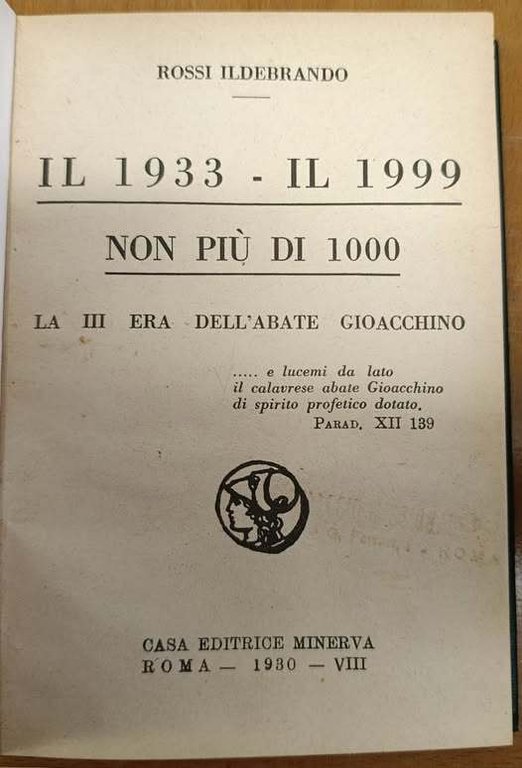 ROSSI ILDEBRANDO
IL 1933 - IL 1999
NON PIÙ DI 1000
LA III ERA DELL'ABATE GIOACCHINO
..... e lucemi da lato
il calavrese abate Gioacchino
di spirito profetico dotato.
PARAD. XII 139
ROMA
CASA EDITRICE MINERVA
ROMA — 1930 — VIII